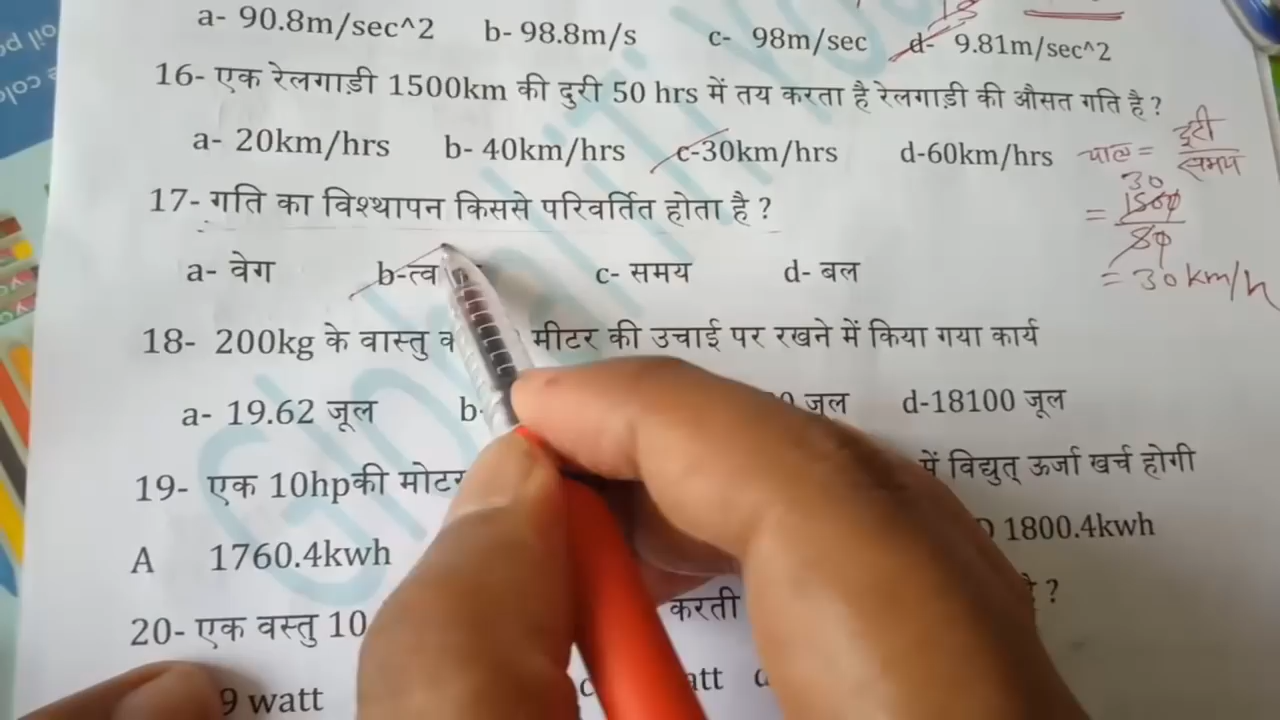 a- 90.8m/sec^2 b- 98.8m/s c- 98m/sec d- 9.81m/sec^2
16- एक रेलगाड़ी 1500km की दुरी 50 hrs में तय करता है रेलगाड़ी की औसत गति है ?
a- 20km/hrs b- 40km/hrs c-30km/hrs d-60km/hrs
चाल = दूरी
समय
30
= 1500
50
= 30km/h
17- गति का विश्थापन किससे परिवर्तित होता है ?
a- वेग b-त्व c- समय d- बल
18- 200kg के वास्तु मीटर की उचाई पर रखने में किया गया कार्य
a- 19.62 जूल b- जूल d-18100 जूल
19- एक 10hpकी मोटर में विद्युत् ऊर्जा खर्च होगी
A 1760.4kwh 1800.4kwh
20- एक वस्तु 10 करती ?
9 watt